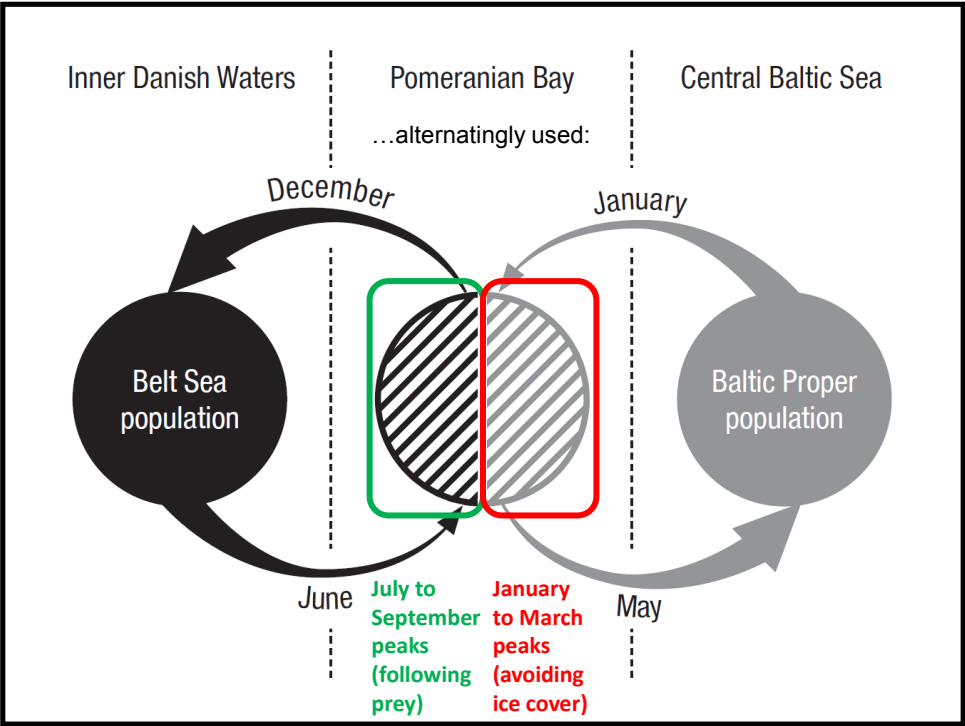 Inner Danish Waters
Pomeranian Bay
Central Baltic Sea
…alternatingly used:
December
January
Belt Sea
population
Baltic Proper
population
June
May
July to
September
peaks
(following
prey)
January
to March
peaks
(avoiding
ice cover)